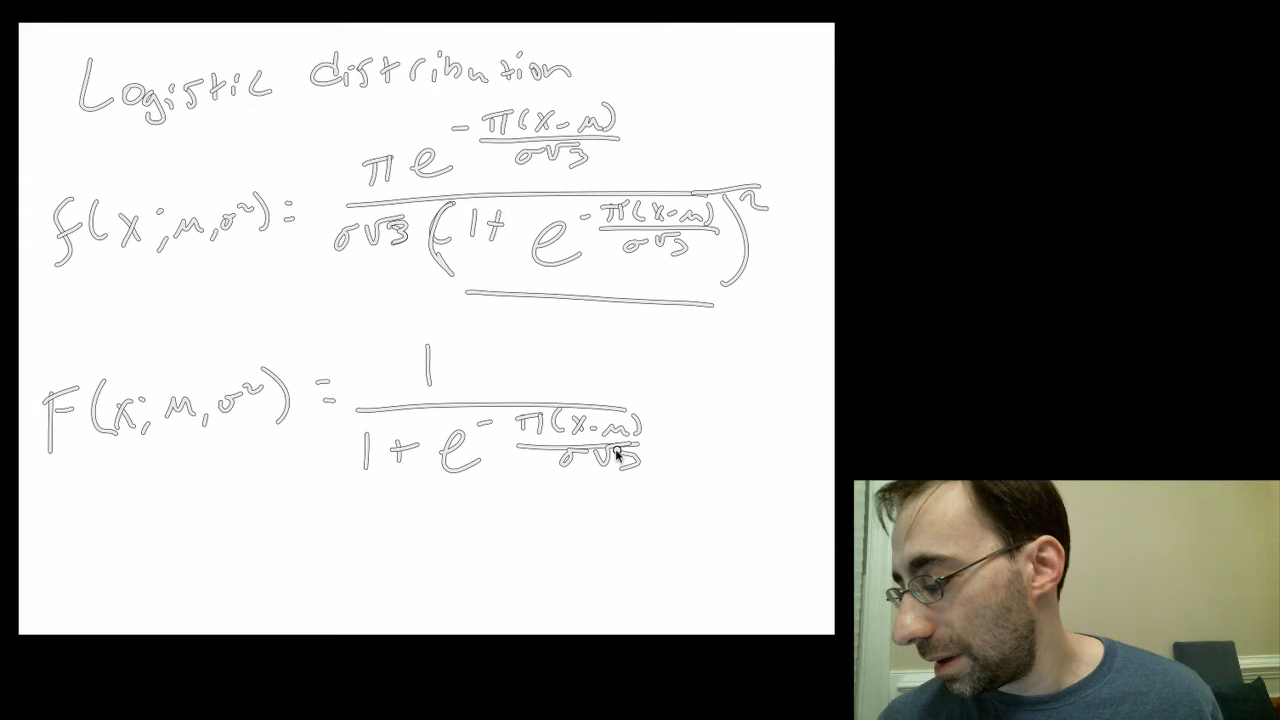 Logistic distribution
f(x; μ, σ²) = π e^(-π(x-μ)/(σ√3)) / (σ√3 (1 + e^(-π(x-μ)/(σ√3)))²)
F(x; μ, σ²) = 1 / (1 + e^(-π(x-μ)/(σ√3)))